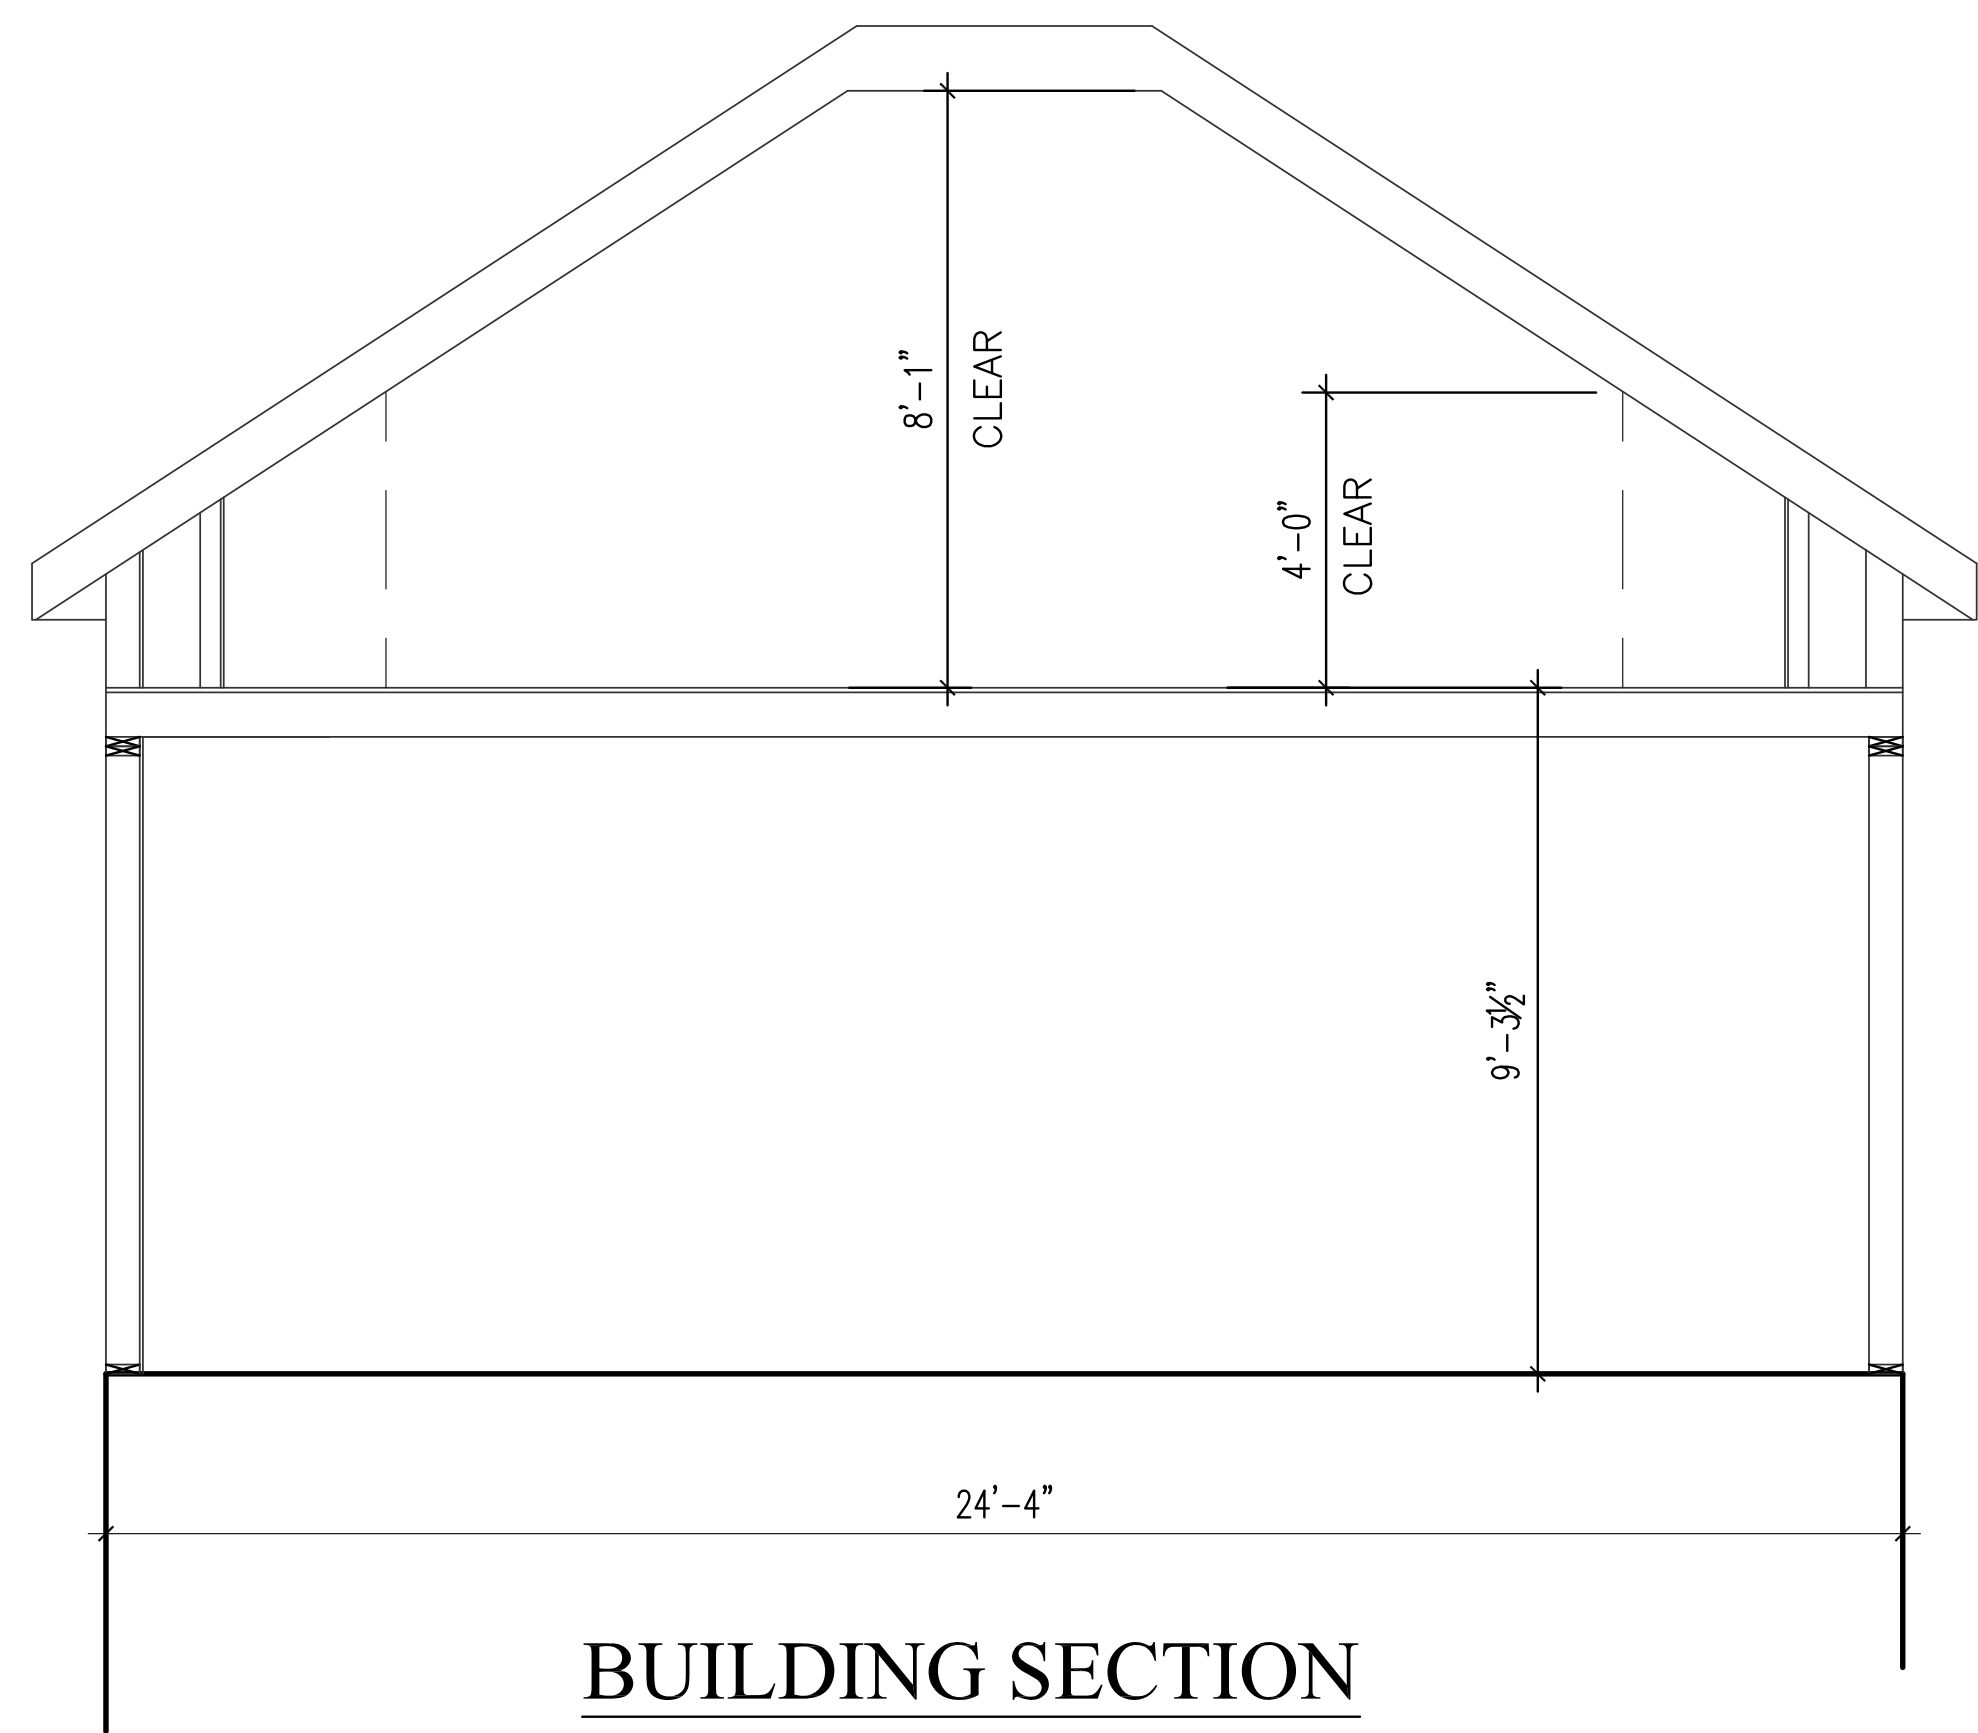 8'-1"
CLEAR
4'-0"
CLEAR
9'-3½"
24'-4"
BUILDING SECTION